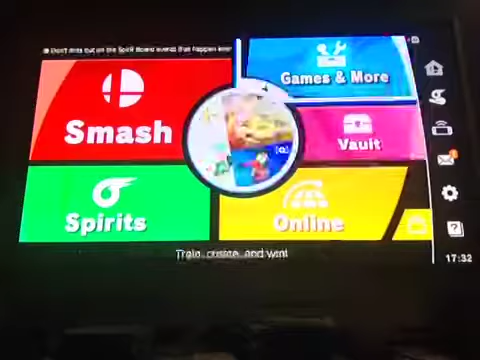 Don't miss out on the Spirit Board events that happen
Games & More
Smash
Vault
Spirits
Online
Train, create, and win!
17:32